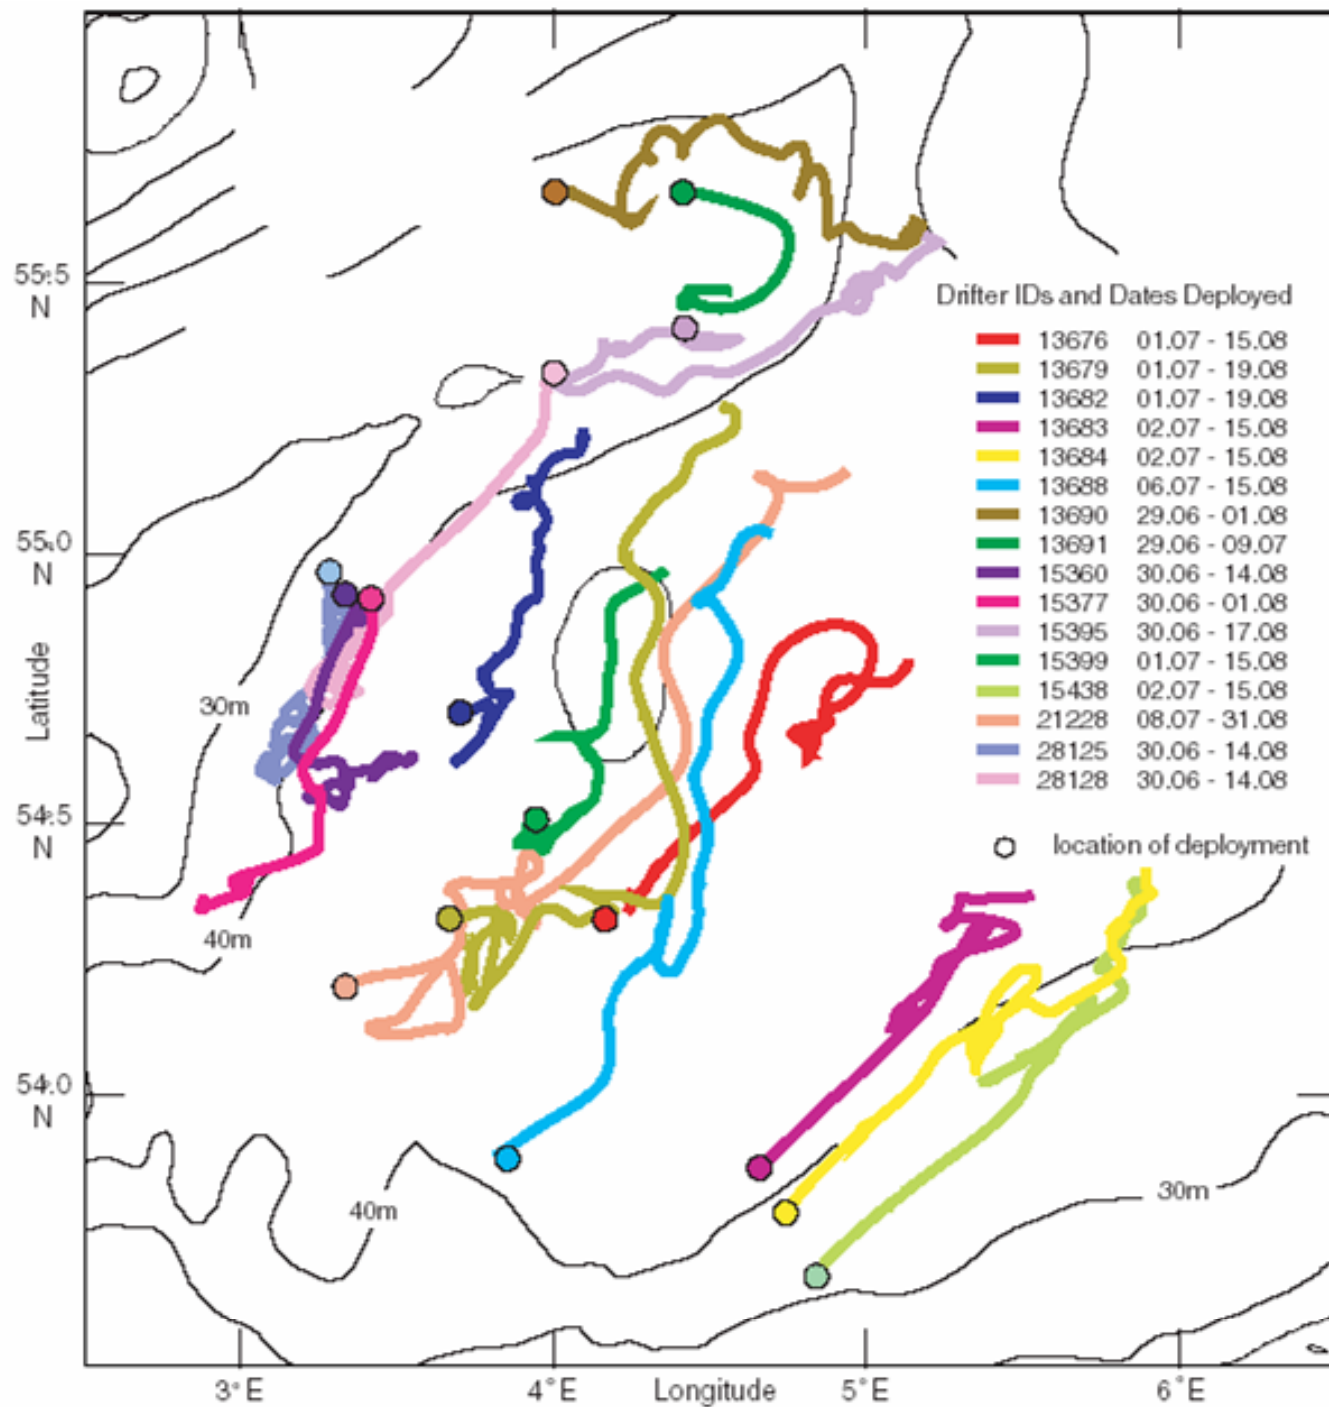 55.5
N
Drifter IDs and Dates Deployed
13676 01.07 - 15.08
13679 01.07 - 19.08
13682 01.07 - 19.08
13683 02.07 - 15.08
13684 02.07 - 15.08
13688 06.07 - 15.08
13690 29.06 - 01.08
13691 29.06 - 09.07
15360 30.06 - 14.08
15377 30.06 - 01.08
15395 30.06 - 17.08
15399 01.07 - 15.08
15438 02.07 - 15.08
21228 08.07 - 31.08
28125 30.06 - 14.08
28128 30.06 - 14.08
location of deployment
55.0
N
Latitude
30m
54.5
N
40m
54.0
N
40m
30m
3°E
4°E
Longitude
5°E
6°E